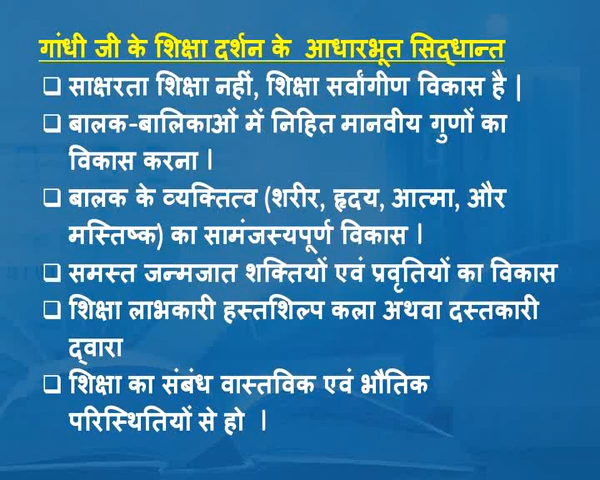 गांधी जी के शिक्षा दर्शन के आधारभूत सिद्धान्त
❑ साक्षरता शिक्षा नहीं, शिक्षा सर्वांगीण विकास है |
❑ बालक-बालिकाओं में निहित मानवीय गुणों का
विकास करना ।
❑ बालक के व्यक्तित्व (शरीर, हृदय, आत्मा, और
मस्तिष्क) का सामंजस्यपूर्ण विकास ।
❑ समस्त जन्मजात शक्तियों एवं प्रवृतियों का विकास
❑ शिक्षा लाभकारी हस्तशिल्प कला अथवा दस्तकारी
द्वारा
❑ शिक्षा का संबंध वास्तविक एवं भौतिक
परिस्थितियों से हो ।